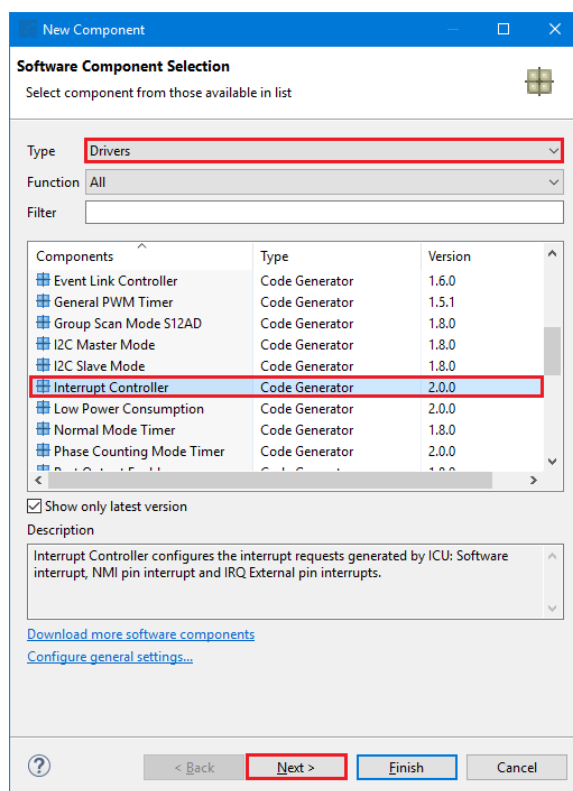 New Component
Software Component Selection
Select component from those available in list
Type Drivers
Function All
Filter
Components Type Version
Event Link Controller Code Generator 1.6.0
General PWM Timer Code Generator 1.5.1
Group Scan Mode S12AD Code Generator 1.8.0
I2C Master Mode Code Generator 1.8.0
I2C Slave Mode Code Generator 1.8.0
Interrupt Controller Code Generator 2.0.0
Low Power Consumption Code Generator 2.0.0
Normal Mode Timer Code Generator 1.8.0
Phase Counting Mode Timer Code Generator 2.0.0
Show only latest version
Description
Interrupt Controller configures the interrupt requests generated by ICU: Software
interrupt, NMI pin interrupt and IRQ External pin interrupts.
Download more software components
Configure general settings...
? < Back Next > Finish Cancel